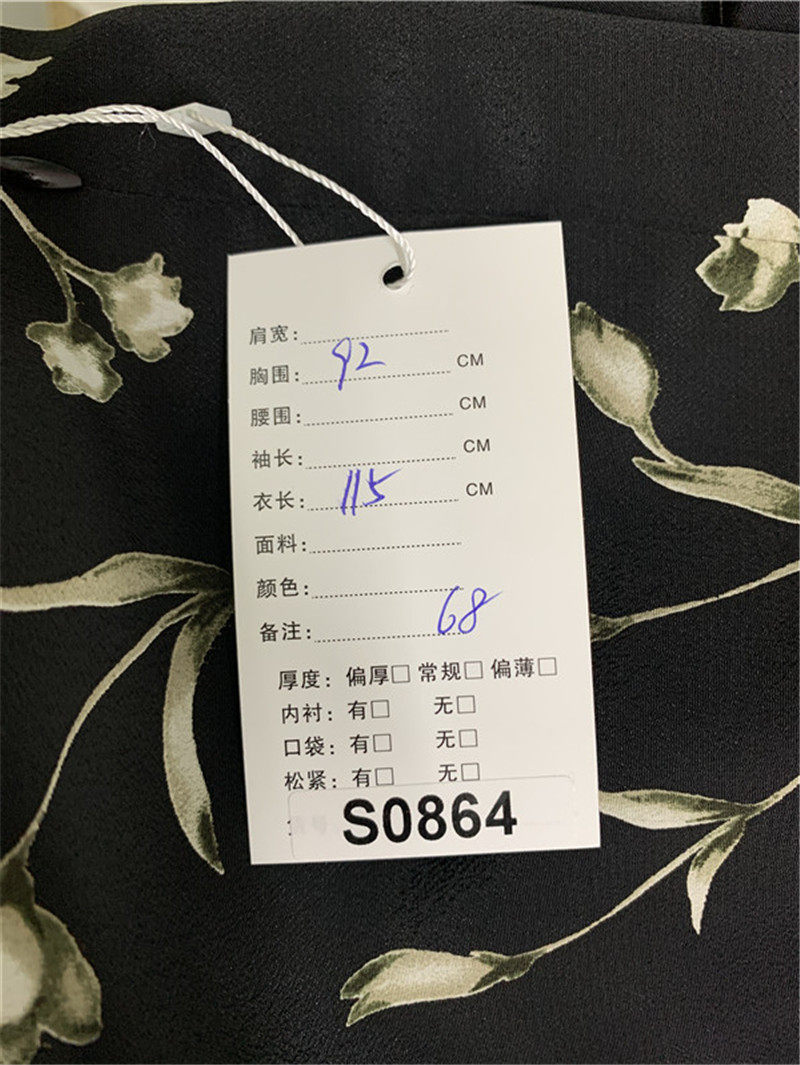 肩宽:
胸围: 92 CM
腰围: CM
袖长: CM
衣长: 115 CM
面料:
颜色:
备注: 68
厚度: 偏厚□ 常规□ 偏薄□
内衬: 有□ 无□
口袋: 有□ 无□
松紧: 有□ 无□
S0864